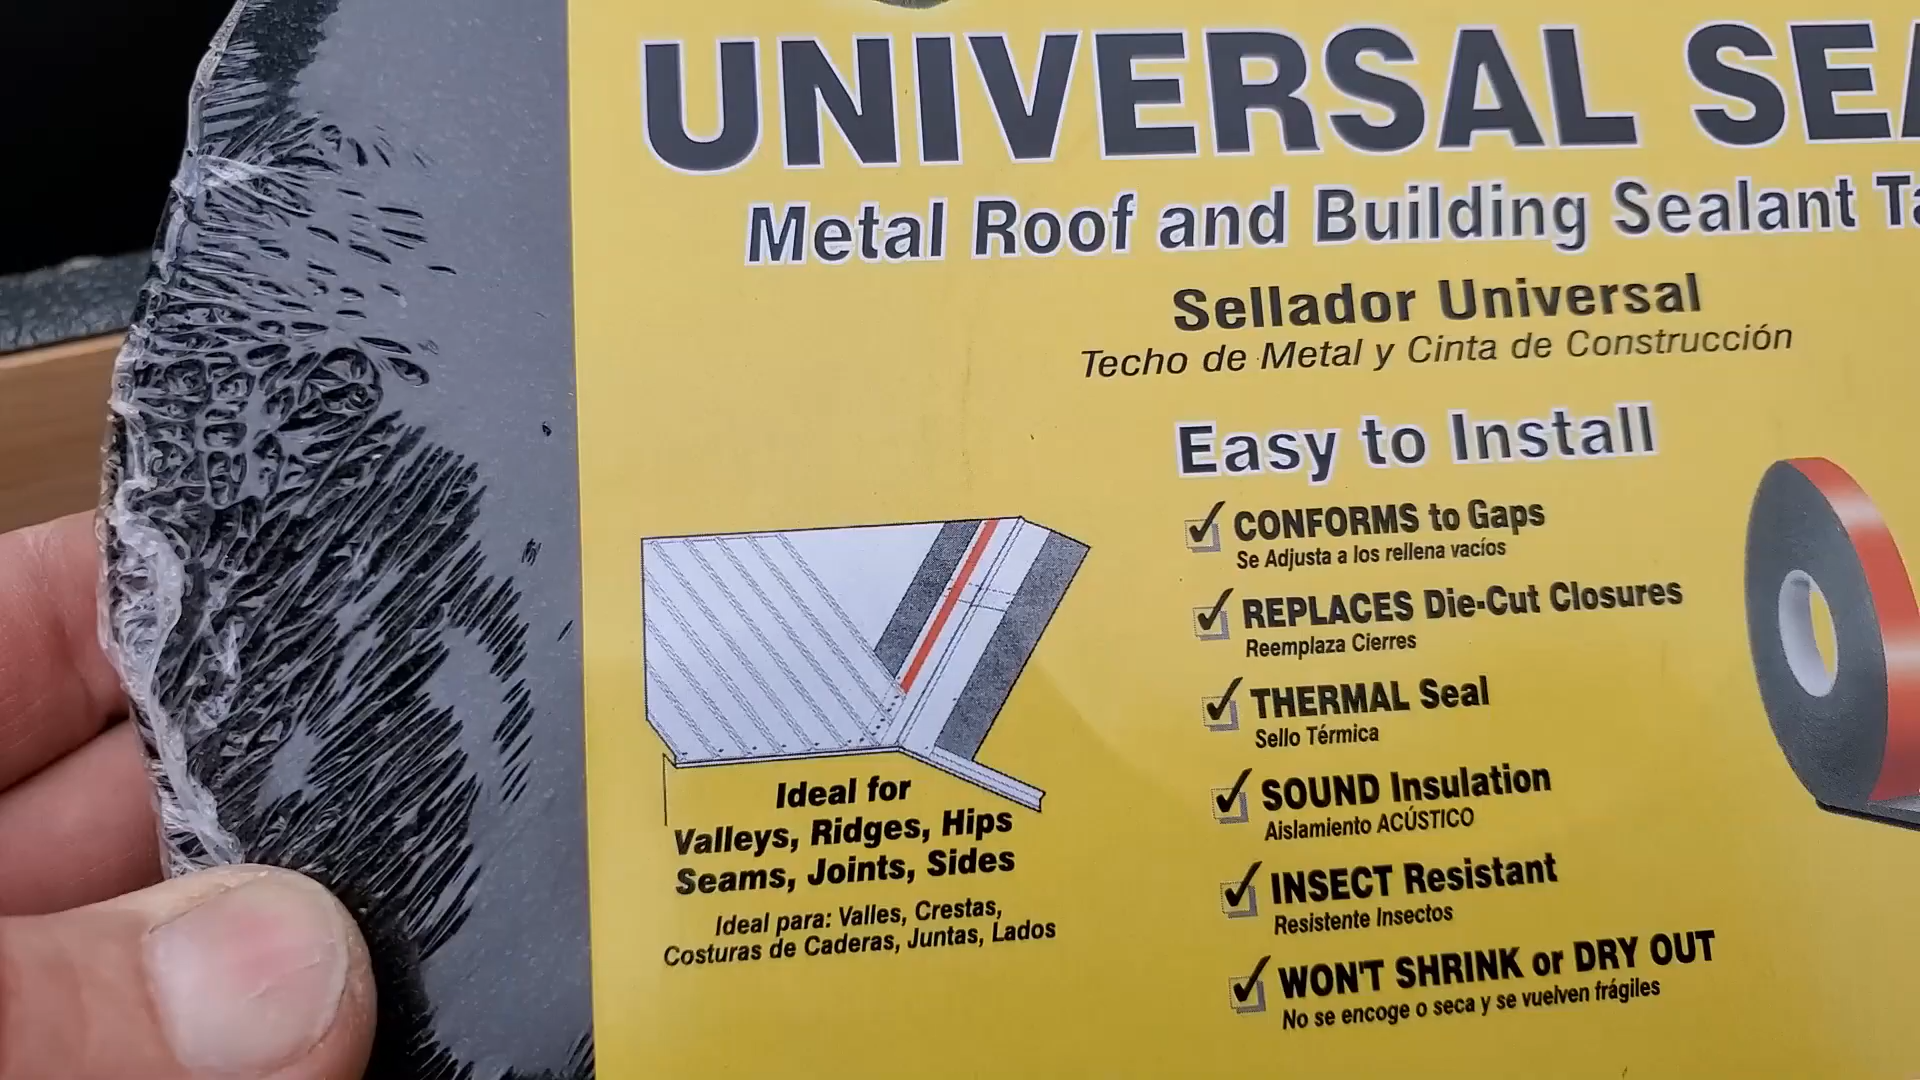 UNIVERSAL
Metal Roof and Building Sealant
Sellador Universal
Techo de Metal y Cinta de Construcción
Easy to Install
CONFORMS to Gaps
Se Adjusta a los rellena vacíos
REPLACES Die-Cut Closures
Reemplaza Cierres
THERMAL Seal
Sello Térmica
SOUND Insulation
Aislamiento ACÚSTICO
INSECT Resistant
Resistente Insectos
WON'T SHRINK or DRY OUT
No se encoge o seca y se vuelven frágiles
Ideal for
Valleys, Ridges, Hips
Seams, Joints, Sides
Ideal para: Valles, Crestas,
Costuras de Caderas, Juntas, Lados